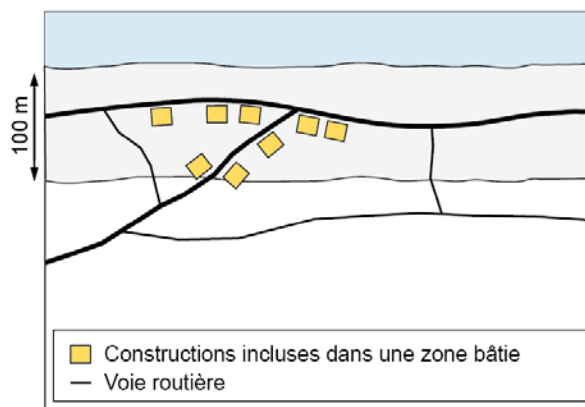 100 m
Constructions incluses dans une zone bâtie
Voie routière